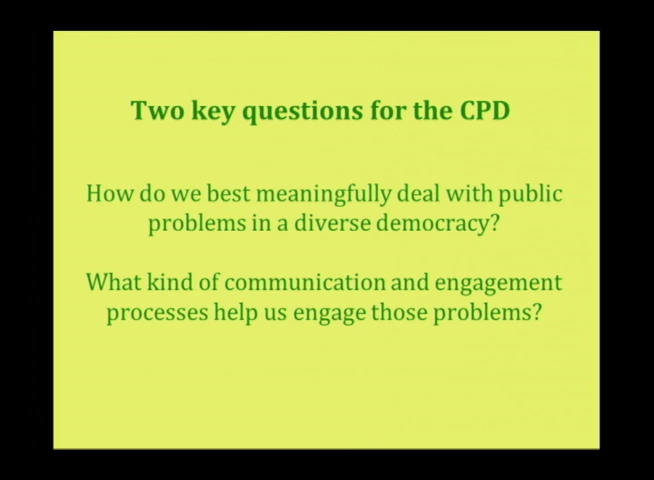 Two key questions for the CPD
How do we best meaningfully deal with public
problems in a diverse democracy?
What kind of communication and engagement
processes help us engage those problems?